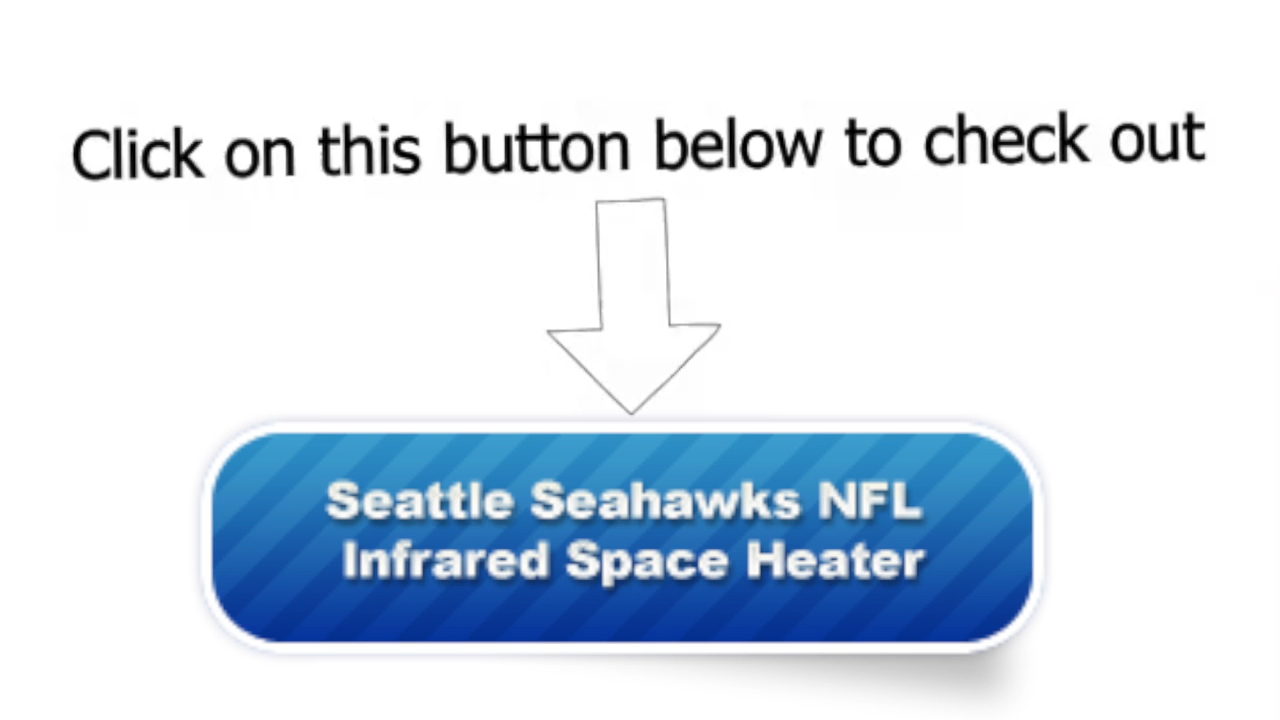 Click on this button below to check out
Seattle Seahawks NFL
Infrared Space Heater